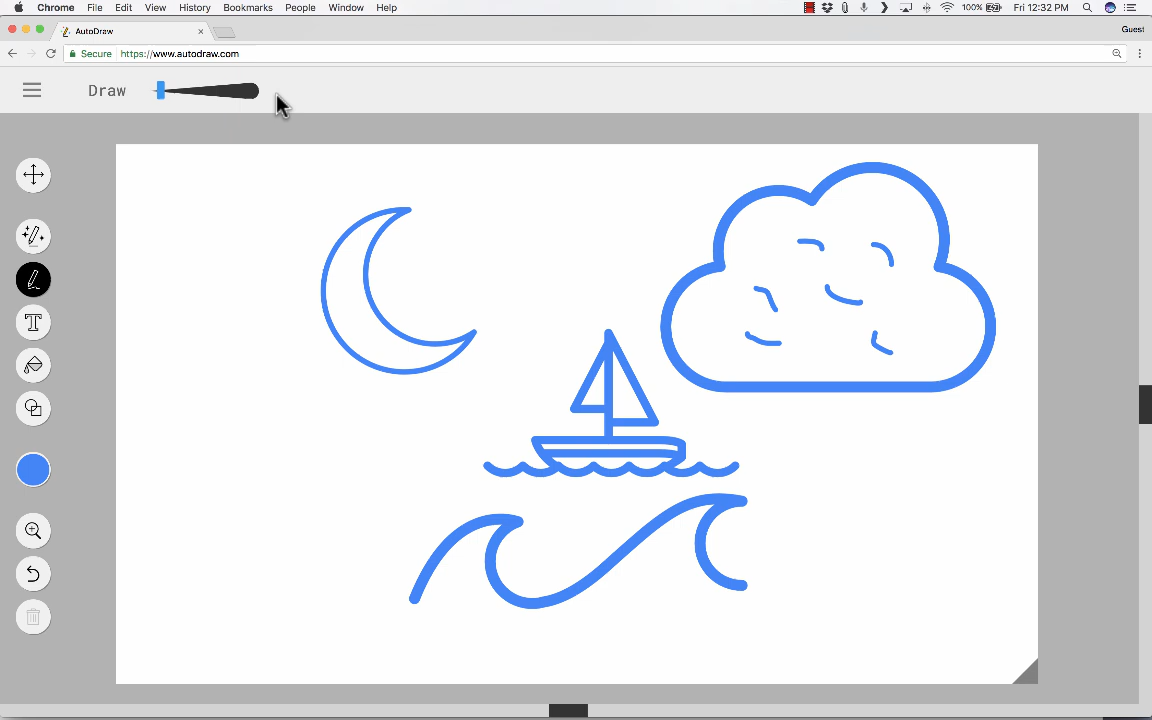 Chrome File Edit View History Bookmarks People Window Help 100% Fri 12:32 PM
AutoDraw Guest
Secure https://www.autodraw.com
Draw
T